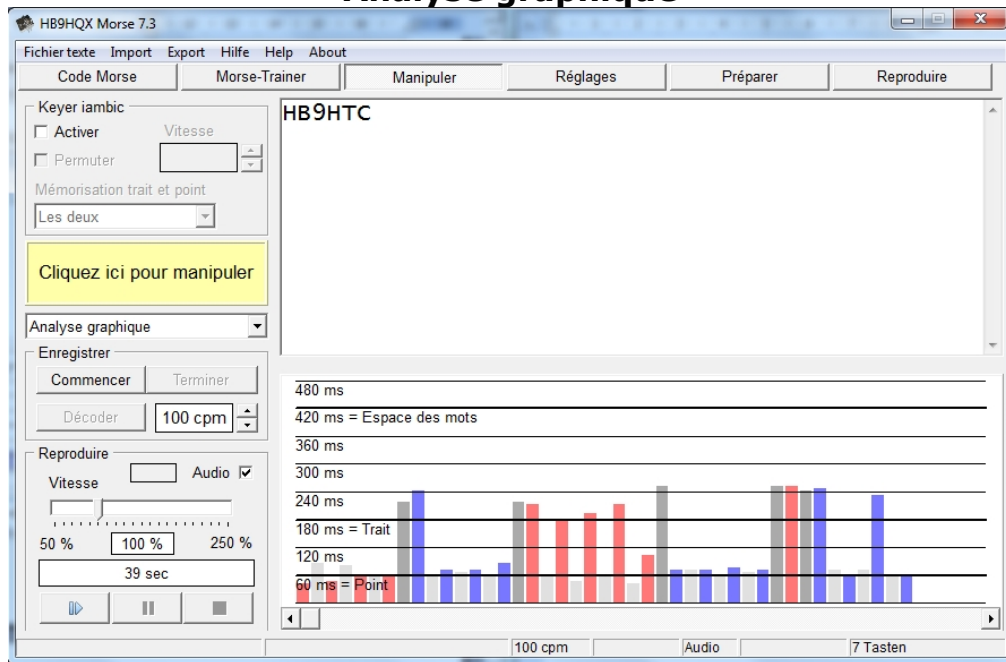 Analyse graphique
HB9HQX Morse 7.3
Fichier texte Import Export Hilfe Help About
Code Morse Morse-Trainer Manipuler Réglages Préparer Reproduire
Keyer iambic
Activer Vitesse
Permuter
Mémorisation trait et point
Les deux
Cliquez ici pour manipuler
Analyse graphique
Enregistrer
Commencer Terminer
Décoder 100 cpm
Reproduire
Vitesse Audio
50 % 100 % 250 %
39 sec
HB9HTC
480 ms
420 ms = Espace des mots
360 ms
300 ms
240 ms
180 ms = Trait
120 ms
60 ms = Point
100 cpm Audio 7 Tasten